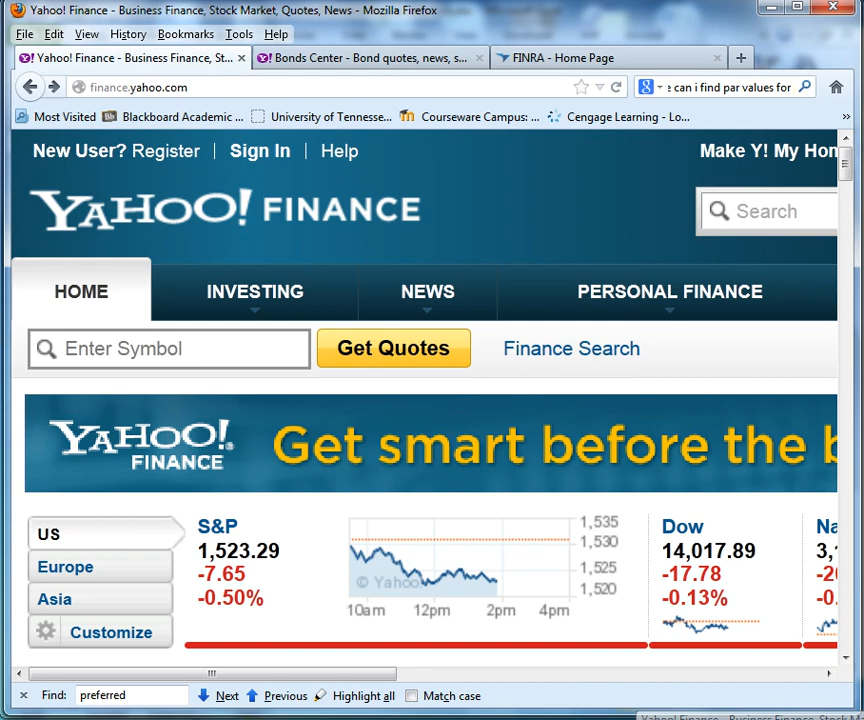 Yahoo! Finance - Business Finance, Stock Market, Quotes, News - Mozilla Firefox
File Edit View History Bookmarks Tools Help
Yahoo! Finance - Business Finance, St...
Bonds Center - Bond quotes, news, s...
FINRA - Home Page
finance.yahoo.com
can i find par values for
Most Visited
Blackboard Academic ...
University of Tennesse...
Courseware Campus: ...
Cengage Learning - Lo...
New User? Register | Sign In | Help
Make Y! My Hom
YAHOO! FINANCE
Search
HOME
INVESTING
NEWS
PERSONAL FINANCE
Enter Symbol
Get Quotes
Finance Search
YAHOO! FINANCE
Get smart before the b
US
Europe
Asia
Customize
S&P
1,523.29
-7.65
-0.50%
1,535
1,530
1,525
1,520
© Yahoo
10am 12pm 2pm 4pm
Dow
14,017.89
-17.78
-0.13%
Na
3,1
-0.
Find: preferred Next Previous Highlight all Match case